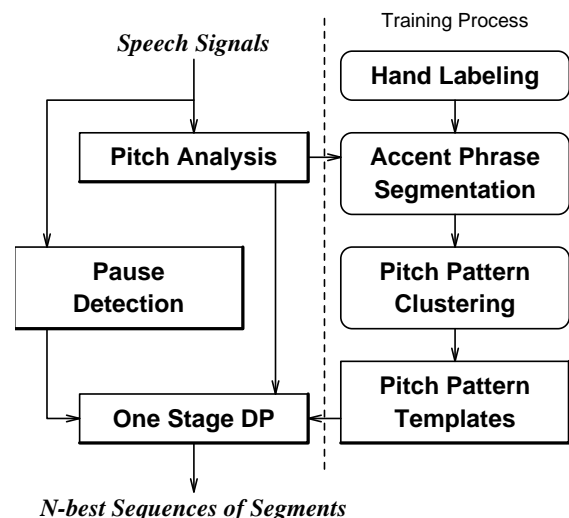 Training Process
Speech Signals
Hand Labeling
Pitch Analysis
Accent Phrase
Segmentation
Pause
Detection
Pitch Pattern
Clustering
One Stage DP
Pitch Pattern
Templates
N-best Sequences of Segments